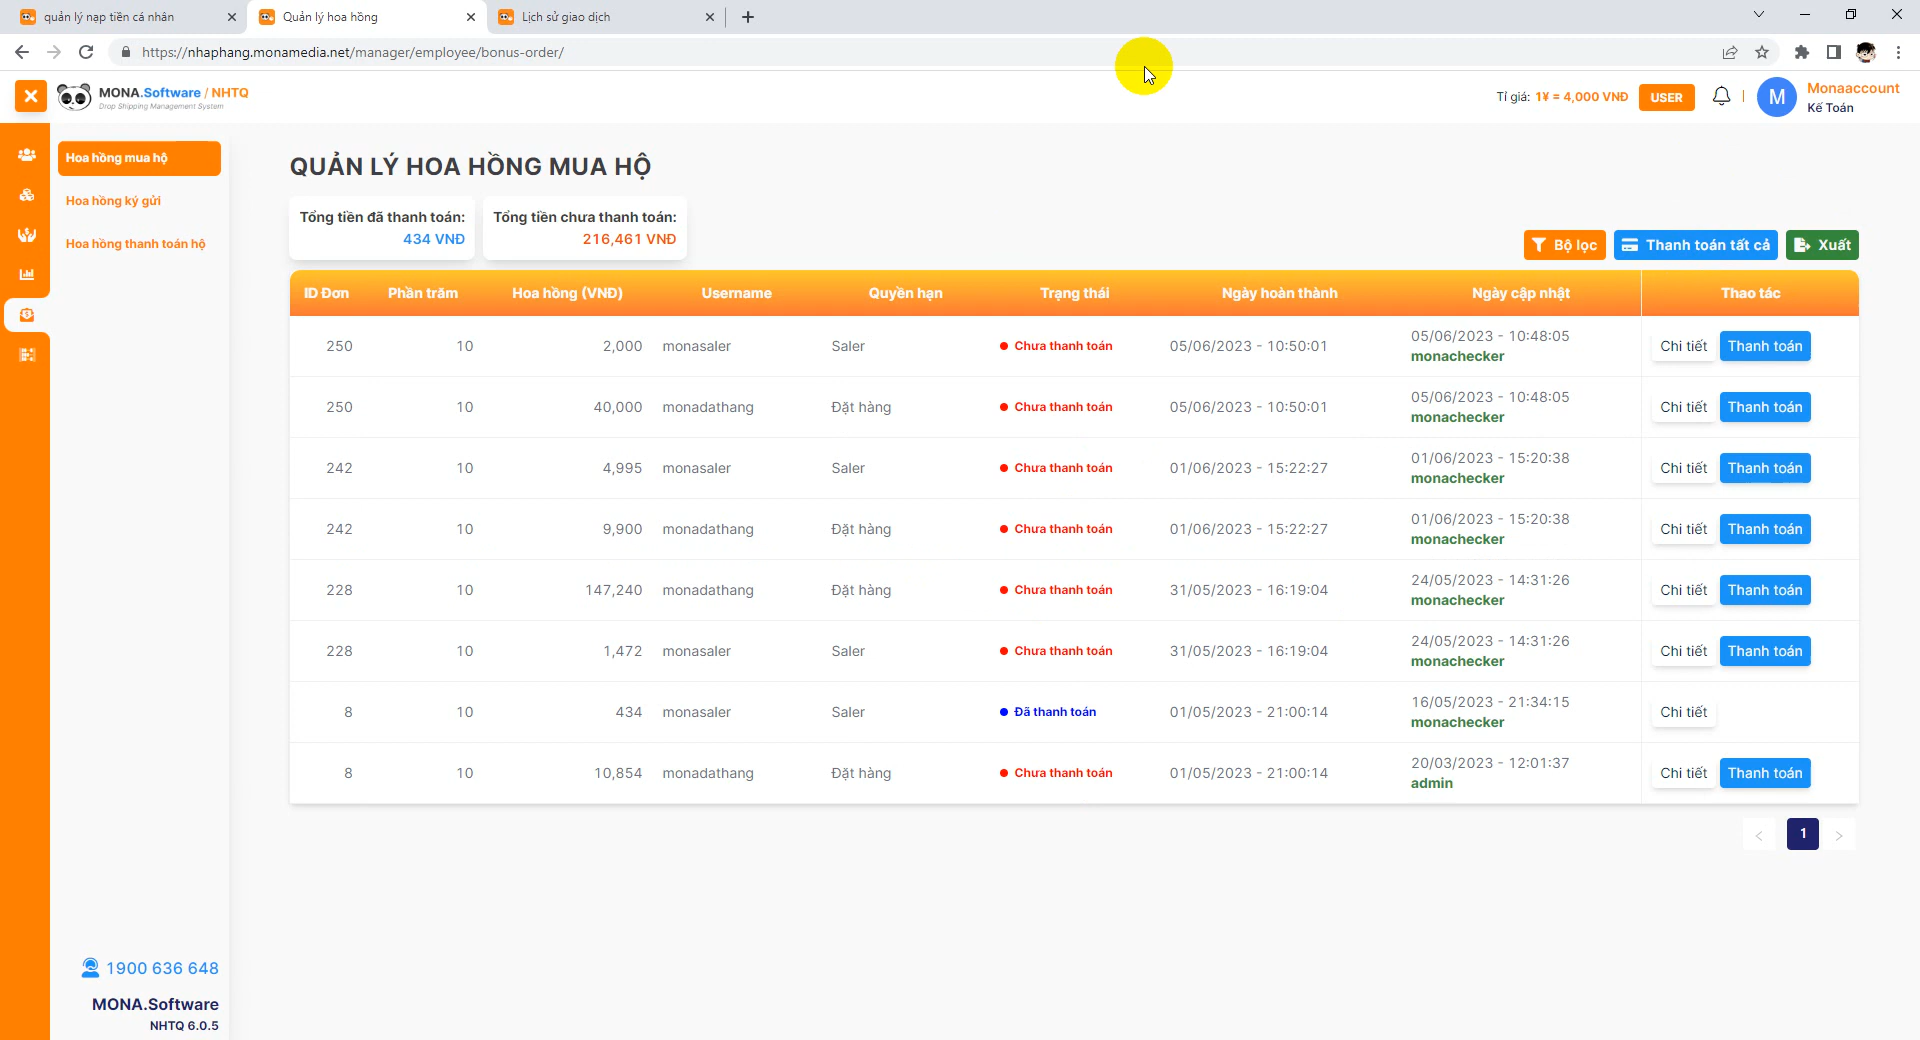 quản lý nạp tiền cá nhân
Quản lý hoa hồng
Lịch sử giao dịch
https://nhaphang.monamedia.net/manager/employee/bonus-order/
MONA.Software / NHTQ
Drop Shipping Management System
Tỉ giá: 1¥ = 4,000 VNĐ
USER
M
Monaaccount
Kế Toán
Hoa hồng mua hộ
Hoa hồng ký gửi
Hoa hồng thanh toán hộ
QUẢN LÝ HOA HỒNG MUA HỘ
Tổng tiền đã thanh toán:
434 VNĐ
Tổng tiền chưa thanh toán:
216,461 VNĐ
Bộ lọc
Thanh toán tất cả
Xuất
ID Đơn Phần trăm Hoa hồng (VNĐ) Username Quyền hạn Trạng thái Ngày hoàn thành Ngày cập nhật Thao tác
250 10 2,000 monasaler Saler Chưa thanh toán 05/06/2023 - 10:50:01 05/06/2023 - 10:48:05 Chi tiết Thanh toán
monachecker
250 10 40,000 monadathang Đặt hàng Chưa thanh toán 05/06/2023 - 10:50:01 05/06/2023 - 10:48:05 Chi tiết Thanh toán
monachecker
242 10 4,995 monasaler Saler Chưa thanh toán 01/06/2023 - 15:22:27 01/06/2023 - 15:20:38 Chi tiết Thanh toán
monachecker
242 10 9,900 monadathang Đặt hàng Chưa thanh toán 01/06/2023 - 15:22:27 01/06/2023 - 15:20:38 Chi tiết Thanh toán
monachecker
228 10 147,240 monadathang Đặt hàng Chưa thanh toán 31/05/2023 - 16:19:04 24/05/2023 - 14:31:26 Chi tiết Thanh toán
monachecker
228 10 1,472 monasaler Saler Chưa thanh toán 31/05/2023 - 16:19:04 24/05/2023 - 14:31:26 Chi tiết Thanh toán
monachecker
8 10 434 monasaler Saler Đã thanh toán 01/05/2023 - 21:00:14 16/05/2023 - 21:34:15 Chi tiết
monachecker
8 10 10,854 monadathang Đặt hàng Chưa thanh toán 01/05/2023 - 21:00:14 20/03/2023 - 12:01:37 Chi tiết Thanh toán
admin
< 1 >
1900 636 648
MONA.Software
NHTQ 6.0.5